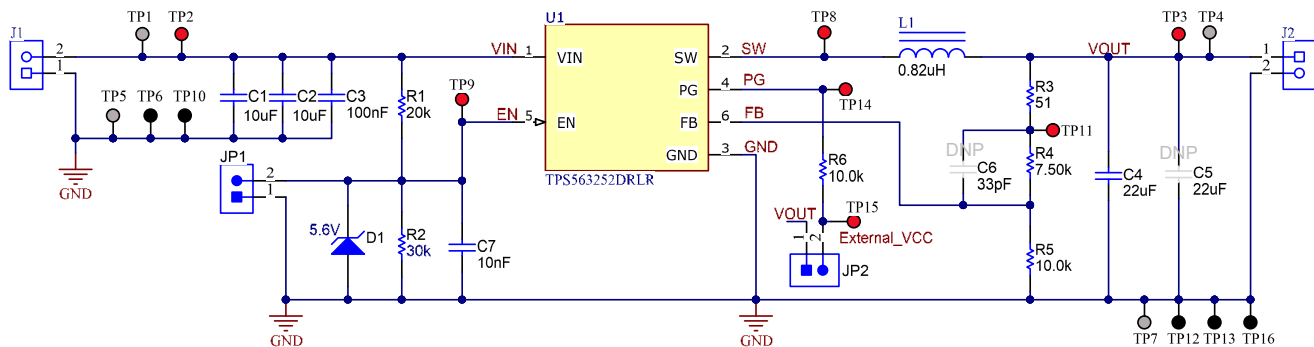 TP1
TP2
TP8
TP3
TP4
J1
2
1
VIN
1
U1
VIN
SW
2
SW
L1
0.82uH
VOUT
1
2
J2
TP5
TP6
TP10
C1
10uF
C2
10uF
C3
100nF
R1
20k
TP9
EN
5
EN
PG
4
PG
TP14
FB
6
FB
GND
3
GND
TPS563252DRLR
R3
51
TP11
DNP
C6
33pF
R4
7.50k
C4
22uF
DNP
C5
22uF
GND
JP1
2
1
R6
10.0k
5.6V
D1
R2
30k
C7
10nF
VOUT
TP15
External_VCC
1
2
JP2
R5
10.0k
GND
GND
TP7
TP12
TP13
TP16